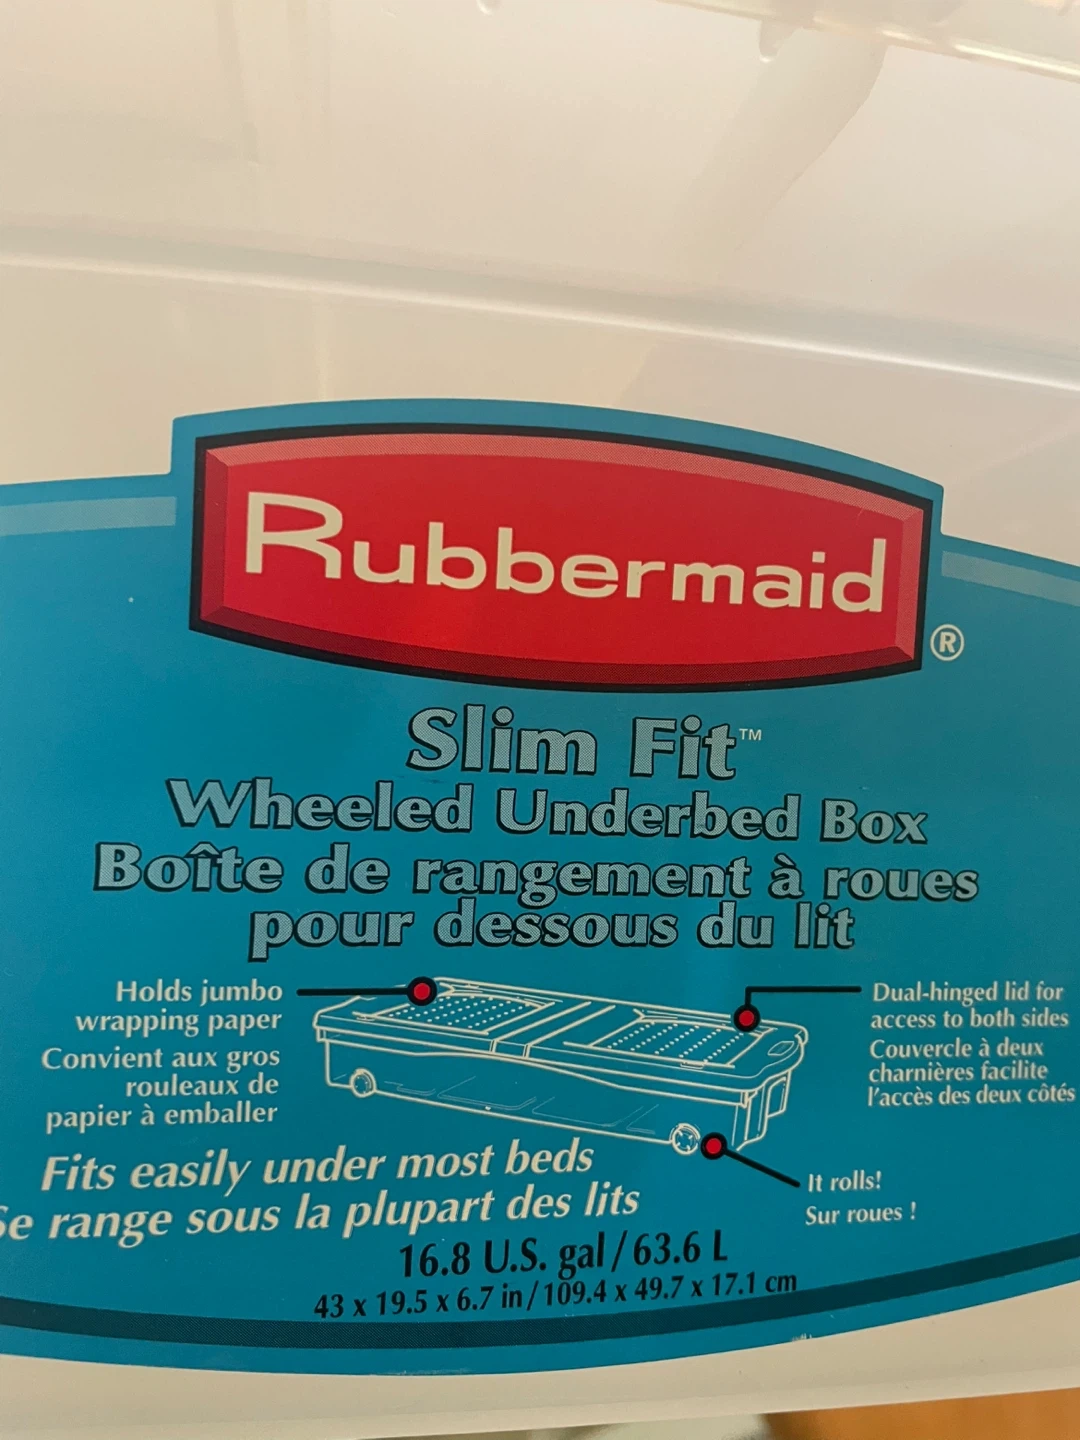 Rubbermaid®
Slim Fit™
Wheeled Underbed Box
Boîte de rangement à roues
pour dessous du lit
Holds jumbo
wrapping paper
Convient aux gros
rouleaux de
papier à emballer
Dual-hinged lid for
access to both sides
Couvercle à deux
charnières facilite
l'accès des deux côtés
It rolls!
Sur roues !
Fits easily under most beds
Se range sous la plupart des lits
16.8 U.S. gal/63.6 L
43 x 19.5 x 6.7 in/109.4 x 49.7 x 17.1 cm